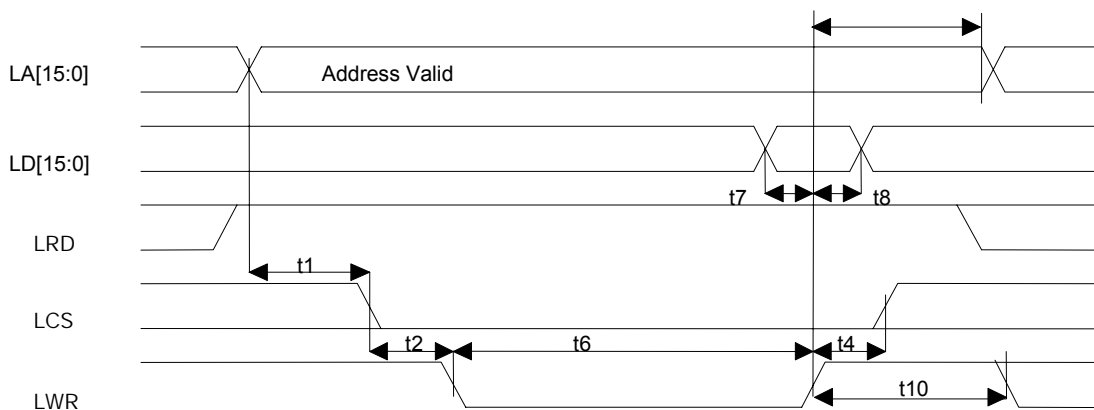 LA[15:0]
Address Valid
LD[15:0]
t7
t8
LRD
t1
LCS
t2
t6
t4
LWR
t10